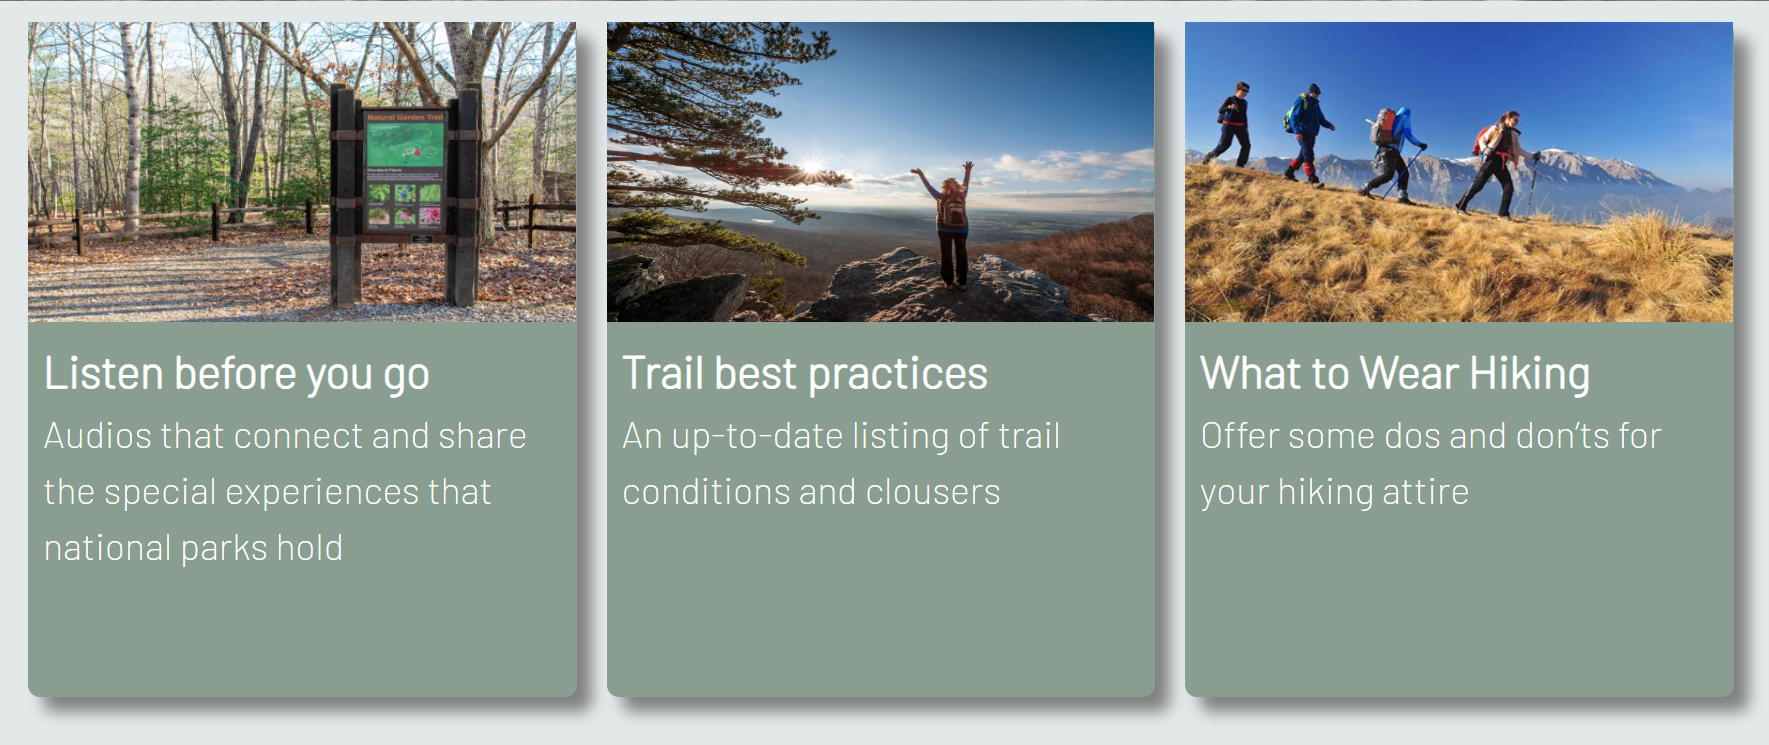 Natural Garden Trail
Woodland Plants
Listen before you go
Audios that connect and share
the special experiences that
national parks hold
Trail best practices
An up-to-date listing of trail
conditions and clousers
What to Wear Hiking
Offer some dos and don’ts for
your hiking attire